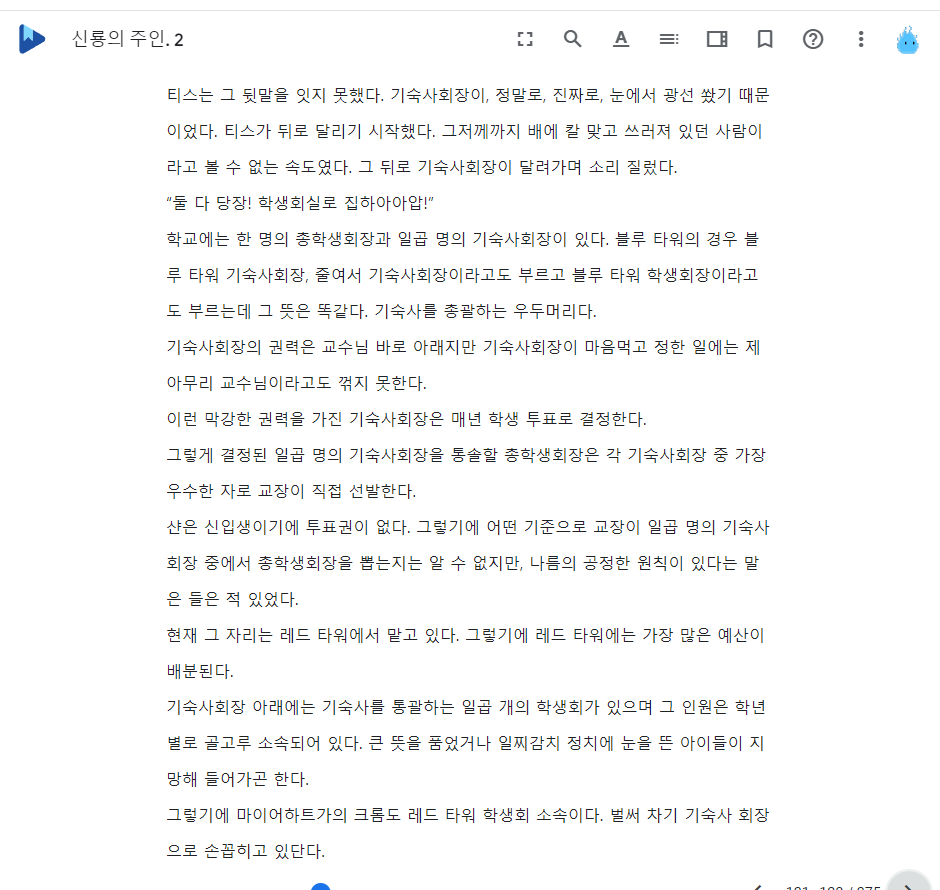 신룡의 주인. 2
티스는 그 뒷말을 잇지 못했다. 기숙사회장이, 정말로, 진짜로, 눈에서 광선 쐈기 때문
이었다. 티스가 뒤로 달리기 시작했다. 그저께까지 배에 칼 맞고 쓰러져 있던 사람이
라고 볼 수 없는 속도였다. 그 뒤로 기숙사회장이 달려가며 소리 질렀다.
“둘 다 당장! 학생회실로 집하아아압!”
학교에는 한 명의 총학생회장과 일곱 명의 기숙사회장이 있다. 블루 타워의 경우 블
루 타워 기숙사회장, 줄여서 기숙사회장이라고도 부르고 블루 타워 학생회장이라고
도 부르는데 그 뜻은 똑같다. 기숙사를 총괄하는 우두머리다.
기숙사회장의 권력은 교수님 바로 아래지만 기숙사회장이 마음먹고 정한 일에는 제
아무리 교수님이라고도 꺾지 못한다.
이런 막강한 권력을 가진 기숙사회장은 매년 학생 투표로 결정한다.
그렇게 결정된 일곱 명의 기숙사회장을 통솔할 총학생회장은 각 기숙사회장 중 가장
우수한 자로 교장이 직접 선발한다.
샨은 신입생이기에 투표권이 없다. 그렇기에 어떤 기준으로 교장이 일곱 명의 기숙사
회장 중에서 총학생회장을 뽑는지는 알 수 없지만, 나름의 공정한 원칙이 있다는 말
은 들은 적 있었다.
현재 그 자리는 레드 타워에서 맡고 있다. 그렇기에 레드 타워에는 가장 많은 예산이
배분된다.
기숙사회장 아래에는 기숙사를 통괄하는 일곱 개의 학생회가 있으며 그 인원은 학년
별로 골고루 소속되어 있다. 큰 뜻을 품었거나 일찌감치 정치에 눈을 뜬 아이들이 지
망해 들어가곤 한다.
그렇기에 마이어하트가의 크롬도 레드 타워 학생회 소속이다. 벌써 차기 기숙사 회장
으로 손꼽히고 있단다.